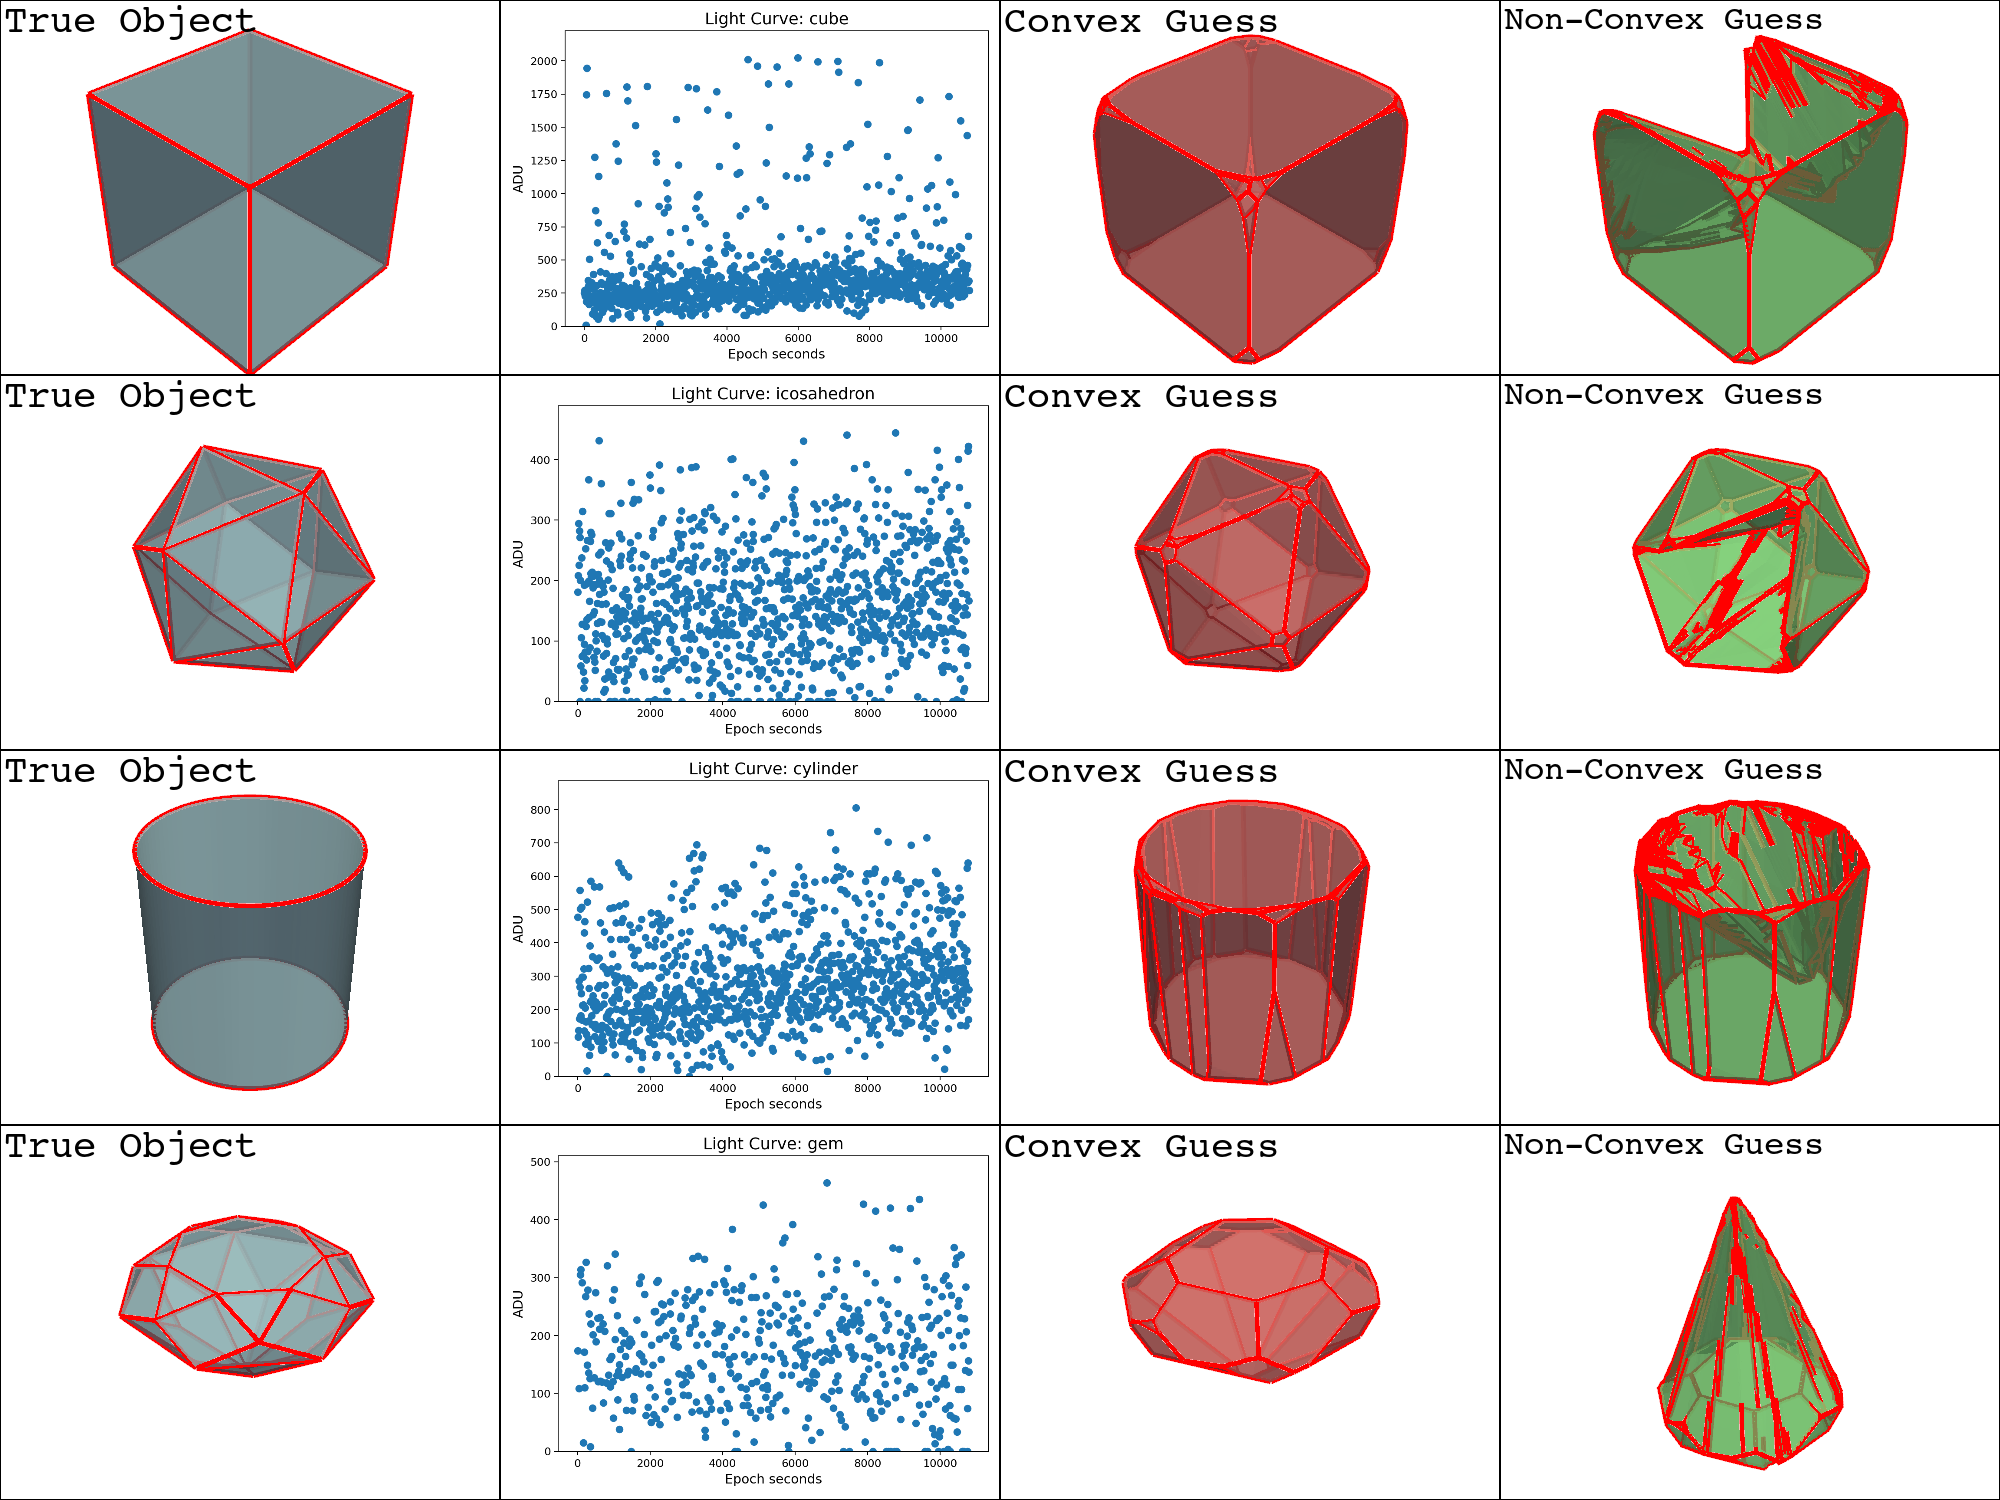 True Object
Light Curve: cube
Convex Guess
Non-Convex Guess
2000
1750
1500
1250
1000
750
500
250
0
ADU
0 2000 4000 6000 8000 10000
Epoch seconds
True Object
Light Curve: icosahedron
Convex Guess
Non-Convex Guess
400
300
200
100
0
ADU
0 2000 4000 6000 8000 10000
Epoch seconds
True Object
Light Curve: cylinder
Convex Guess
Non-Convex Guess
800
700
600
500
400
300
200
100
0
ADU
0 2000 4000 6000 8000 10000
Epoch seconds
True Object
Light Curve: gem
Convex Guess
Non-Convex Guess
500
400
300
200
100
0
ADU
0 2000 4000 6000 8000 10000
Epoch seconds